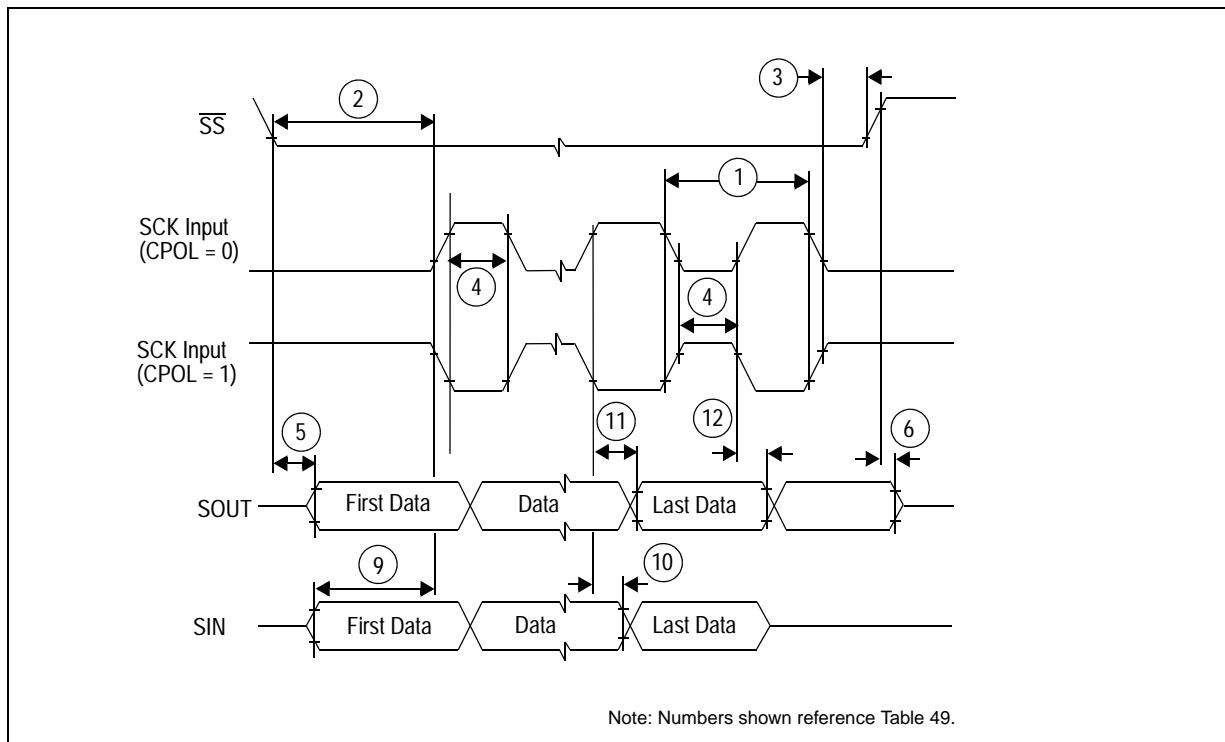 3
2
SS
1
SCK Input
(CPOL = 0)
4
4
SCK Input
(CPOL = 1)
11
12
5
6
SOUT
First Data
Data
Last Data
9
10
SIN
First Data
Data
Last Data
Note: Numbers shown reference Table 49.